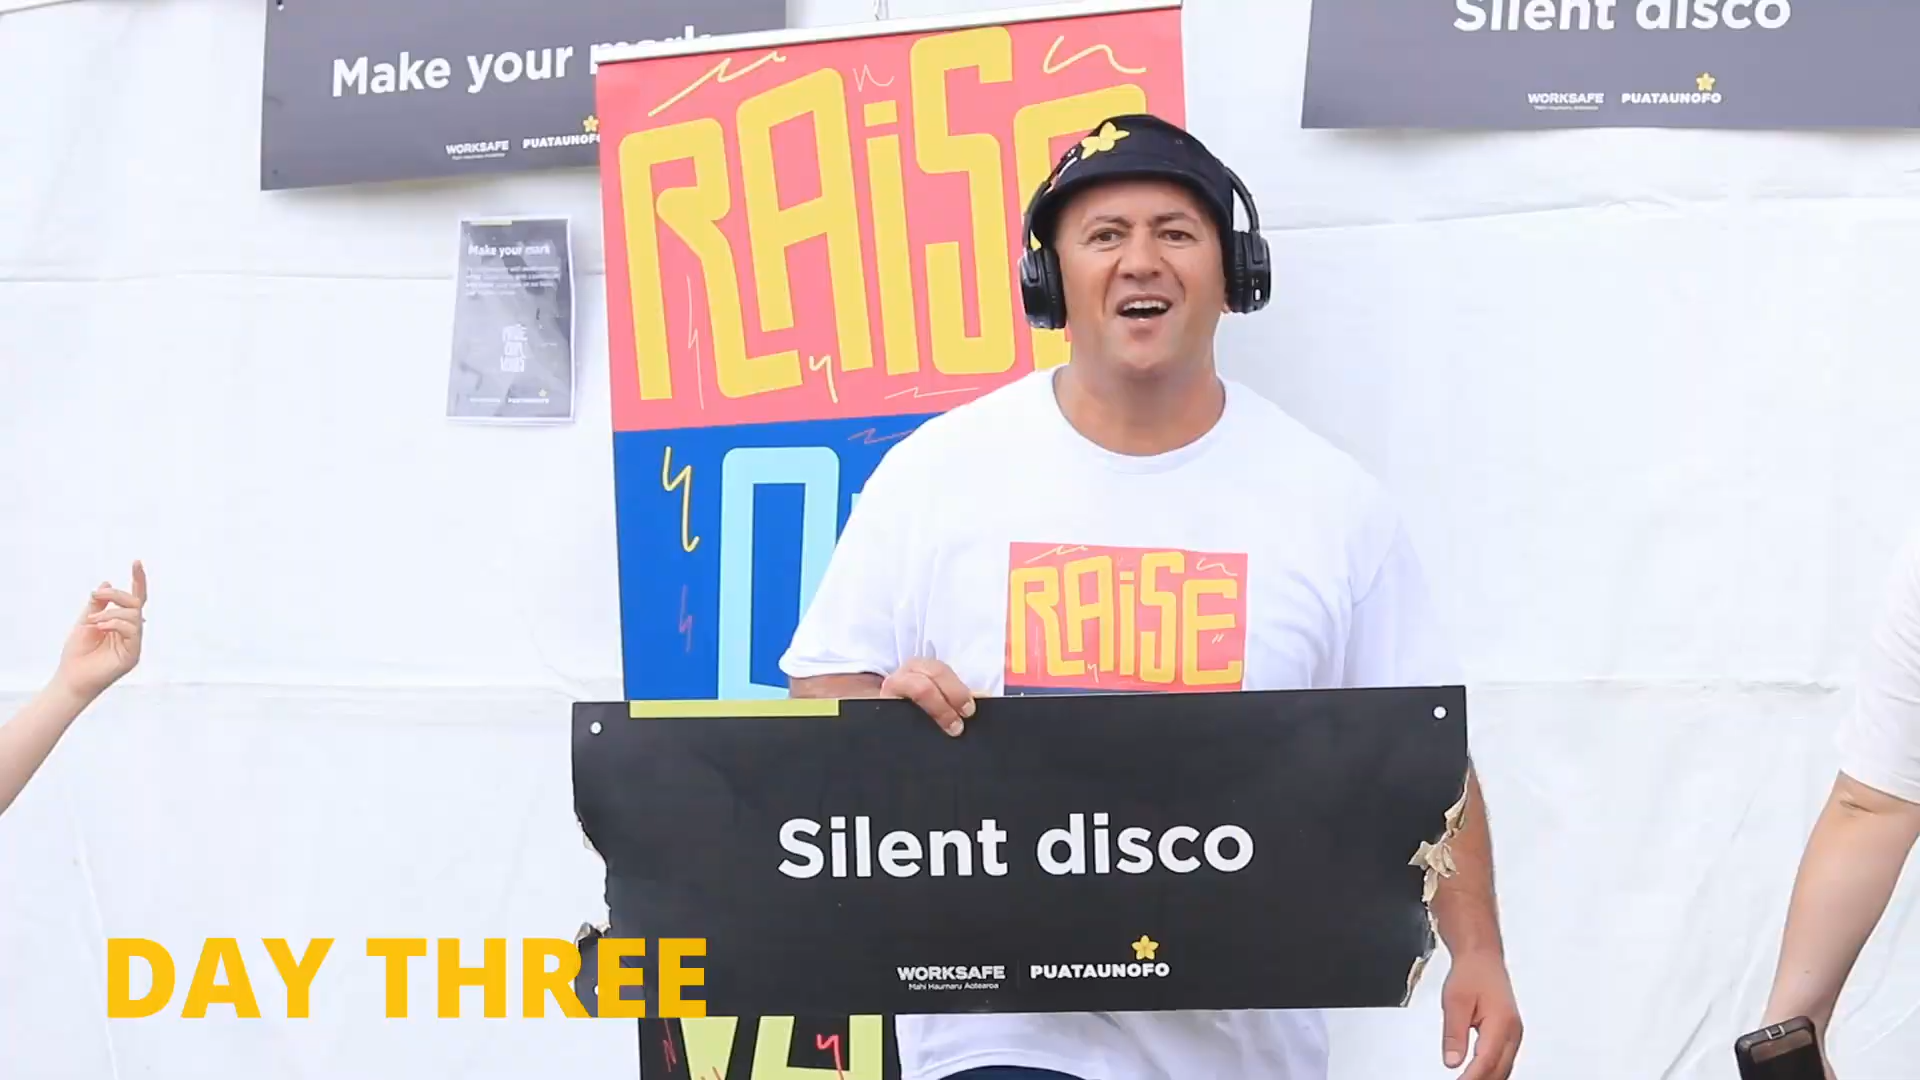 Make your mark
WORKSAFE
PUATAUNOFO
Silent disco
WORKSAFE
PUATAUNOFO
RAISE
Make your mark
RAISE
Silent disco
WORKSAFE
Mahi Haumaru Aotearoa
PUATAUNOFO
DAY THREE